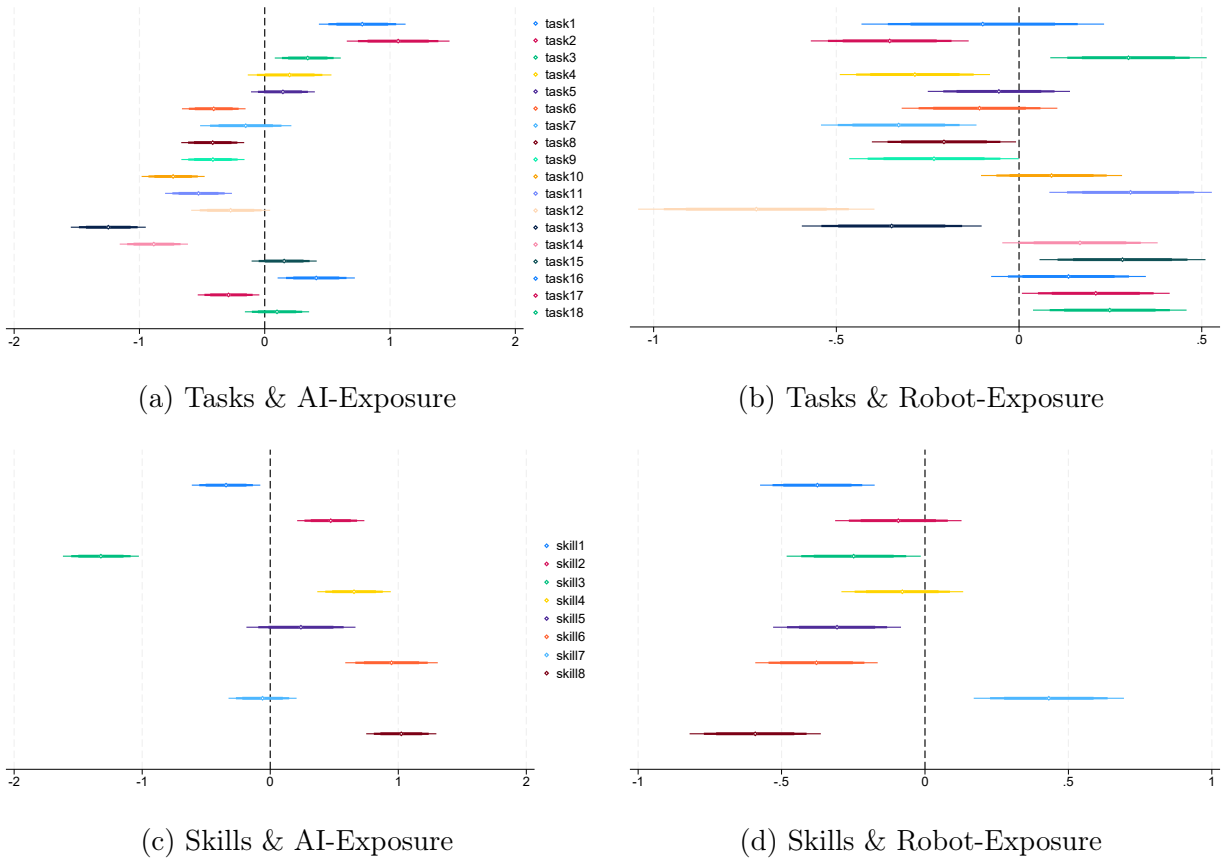 task1
task2
task3
task4
task5
task6
task7
task8
task9
task10
task11
task12
task13
task14
task15
task16
task17
task18
-2 -1 0 1 2
-1 -.5 0 .5
(a) Tasks & AI-Exposure
(b) Tasks & Robot-Exposure
skill1
skill2
skill3
skill4
skill5
skill6
skill7
skill8
-2 -1 0 1 2
-1 -.5 0 .5 1
(c) Skills & AI-Exposure
(d) Skills & Robot-Exposure